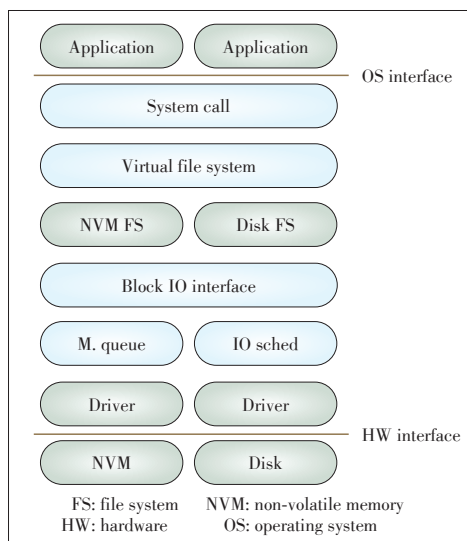 Application Application
OS interface
System call
Virtual file system
NVM FS Disk FS
Block IO interface
M. queue IO sched
Driver Driver
HW interface
NVM Disk
FS: file system NVM: non-volatile memory
HW: hardware OS: operating system